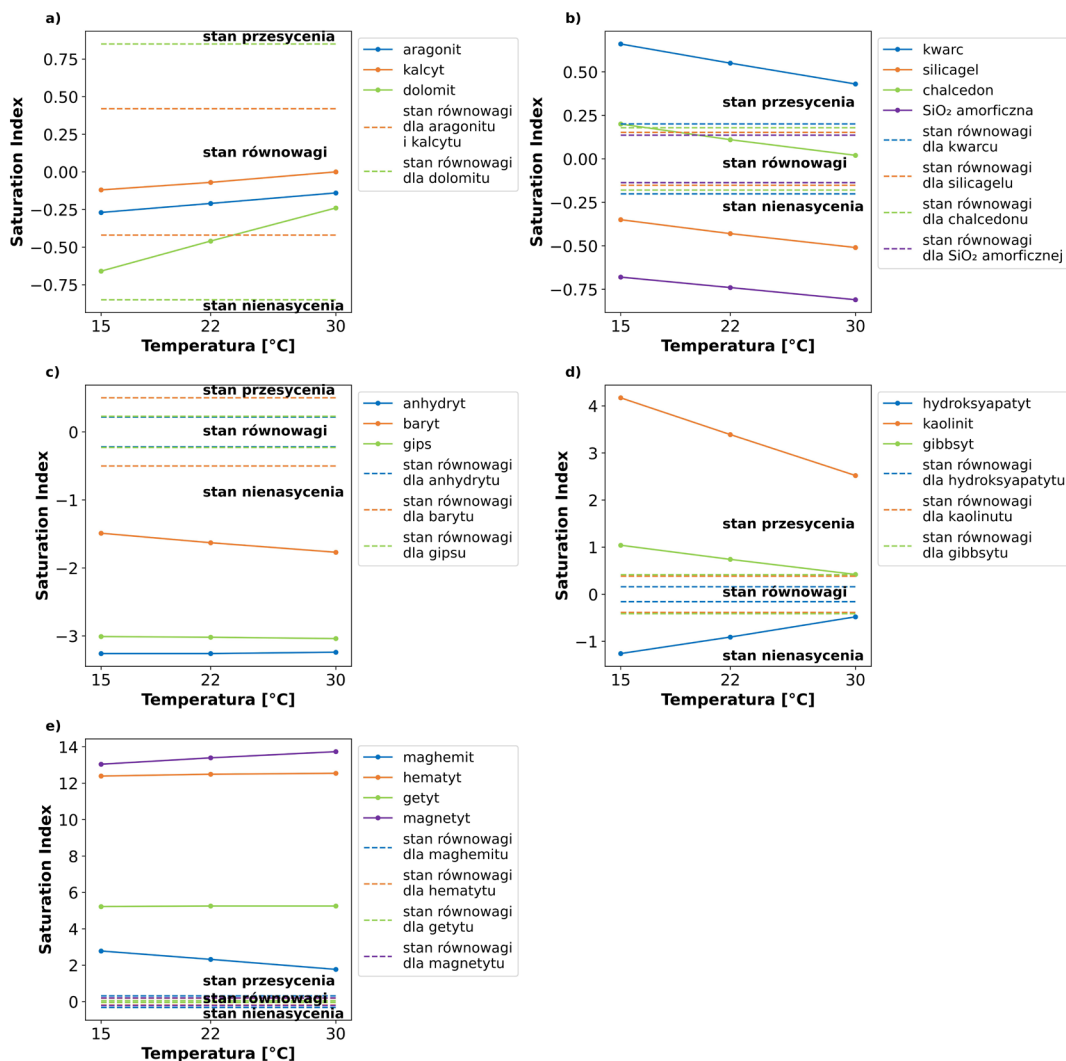 a)
Saturation Index
0.75
0.50
0.25
0.00
−0.25
−0.50
−0.75
stan przesycenia
stan równowagi
stan nienasycenia
15
22
30
Temperatura [°C]
aragonit
kalcyt
dolomit
stan równowagi
dla aragonitu
i kalcytu
stan równowagi
dla dolomitu
b)
Saturation Index
0.50
0.25
0.00
−0.25
−0.50
−0.75
stan przesycenia
stan równowagi
stan nienasycenia
15
22
30
Temperatura [°C]
kwarc
silicagel
chalcedon
SiO₂ amorficzna
stan równowagi
dla kwarcu
stan równowagi
dla silicagelu
stan równowagi
dla chalcedonu
stan równowagi
dla SiO₂ amorficznej
c)
Saturation Index
0
−1
−2
−3
stan przesycenia
stan równowagi
stan nienasycenia
15
22
30
Temperatura [°C]
anhydryt
baryt
gips
stan równowagi
dla anhydrytu
stan równowagi
dla barytu
stan równowagi
dla gipsu
d)
Saturation Index
4
3
2
1
0
−1
stan przesycenia
stan równowagi
stan nienasycenia
15
22
30
Temperatura [°C]
hydroksyapatyt
kaolinit
gibbsyt
stan równowagi
dla hydroksyapatytu
stan równowagi
dla kaolinutu
stan równowagi
dla gibbsytu
e)
Saturation Index
14
12
10
8
6
4
2
0
stan przesycenia
stan równowagi
stan nienasycenia
15
22
30
Temperatura [°C]
maghemit
hematyt
getyt
magnetyt
stan równowagi
dla maghemitu
stan równowagi
dla hematytu
stan równowagi
dla getytu
stan równowagi
dla magnetytu